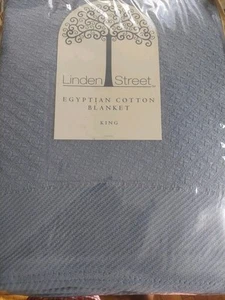 Linden Street
EGYPTIAN COTTON
BLANKET
KING